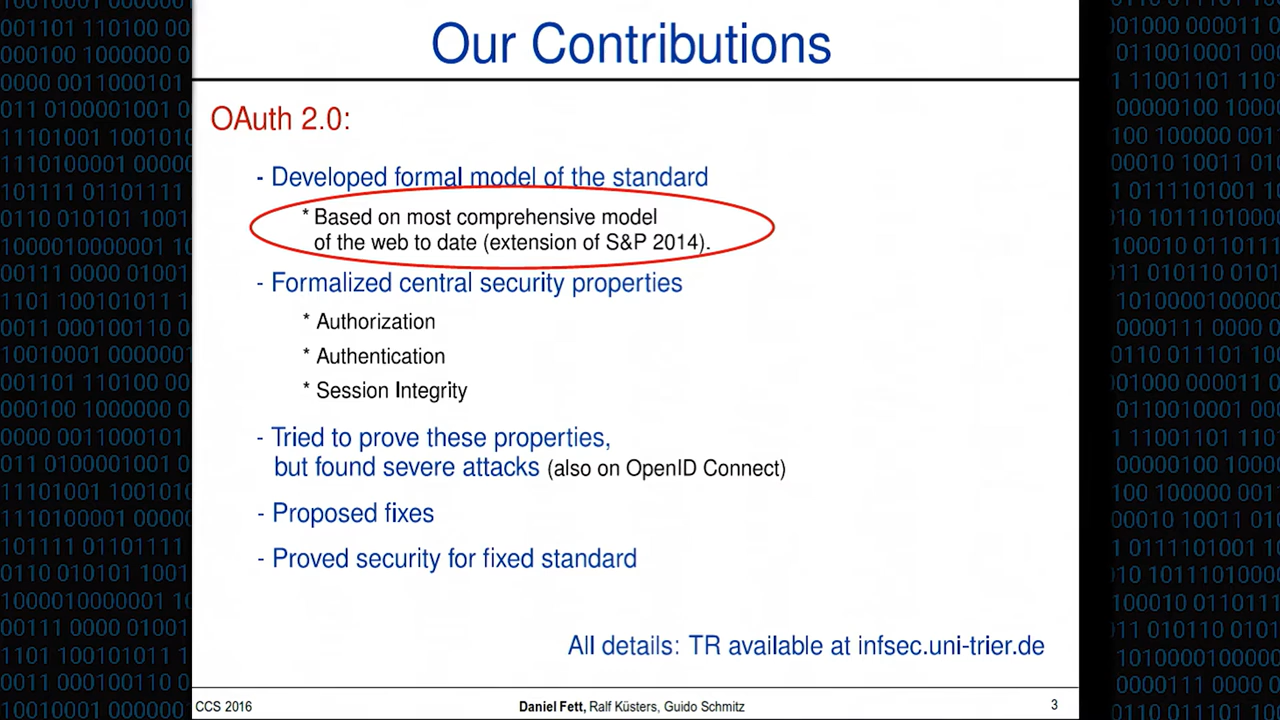 Our Contributions
OAuth 2.0:
- Developed formal model of the standard
* Based on most comprehensive model
of the web to date (extension of S&P 2014).
- Formalized central security properties
* Authorization
* Authentication
* Session Integrity
- Tried to prove these properties,
but found severe attacks (also on OpenID Connect)
- Proposed fixes
- Proved security for fixed standard
All details: TR available at infsec.uni-trier.de
CCS 2016
Daniel Fett, Ralf Küsters, Guido Schmitz
3